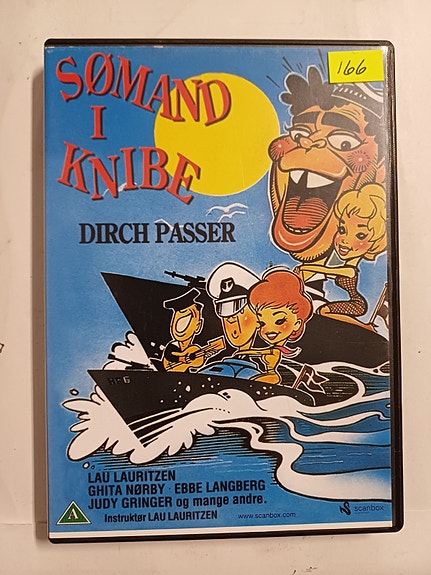 166
SØMAND
I
KNIBE
DIRCH PASSER
LAU LAURITZEN
GHITA NØRBY · EBBE LANGBERG
JUDY GRINGER og mange andre.
Instruktør LAU LAURITZEN
www.scanbox.com
scanbox
A